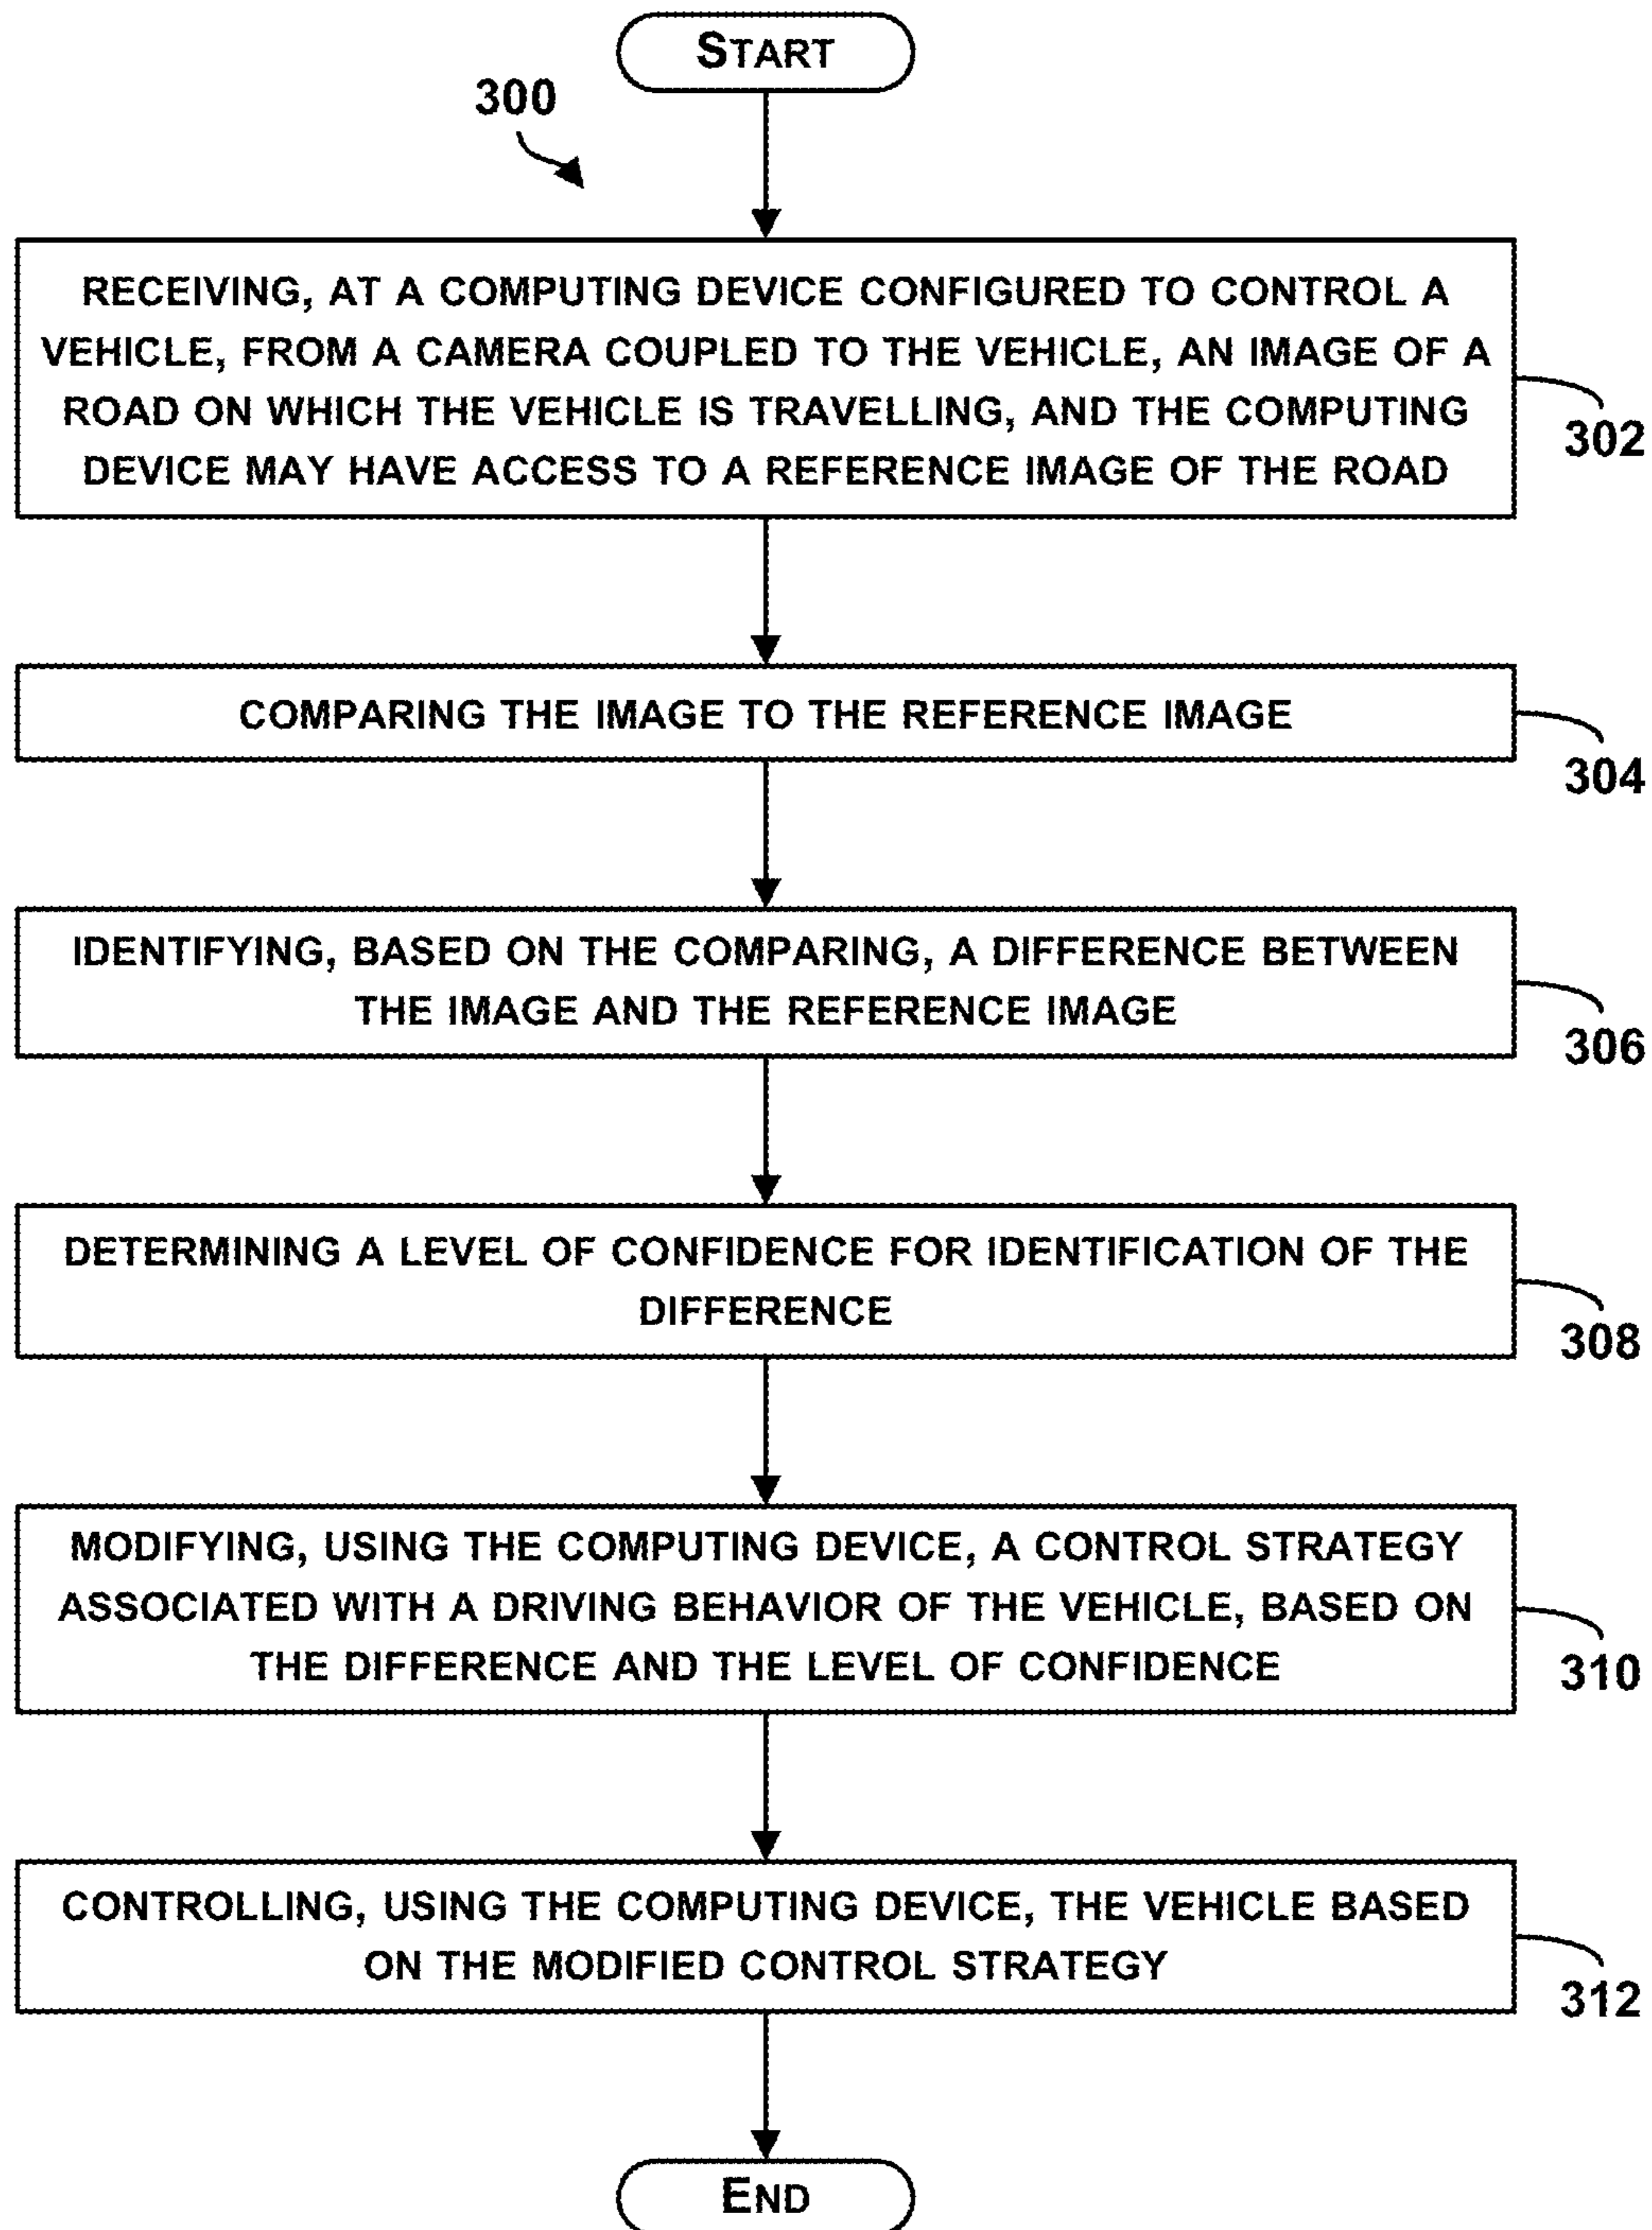 START
300
RECEIVING, AT A COMPUTING DEVICE CONFIGURED TO CONTROL A
VEHICLE, FROM A CAMERA COUPLED TO THE VEHICLE, AN IMAGE OF A
ROAD ON WHICH THE VEHICLE IS TRAVELLING, AND THE COMPUTING
DEVICE MAY HAVE ACCESS TO A REFERENCE IMAGE OF THE ROAD
302
COMPARING THE IMAGE TO THE REFERENCE IMAGE
304
IDENTIFYING, BASED ON THE COMPARING, A DIFFERENCE BETWEEN
THE IMAGE AND THE REFERENCE IMAGE
306
DETERMINING A LEVEL OF CONFIDENCE FOR IDENTIFICATION OF THE
DIFFERENCE
308
MODIFYING, USING THE COMPUTING DEVICE, A CONTROL STRATEGY
ASSOCIATED WITH A DRIVING BEHAVIOR OF THE VEHICLE, BASED ON
THE DIFFERENCE AND THE LEVEL OF CONFIDENCE
310
CONTROLLING, USING THE COMPUTING DEVICE, THE VEHICLE BASED
ON THE MODIFIED CONTROL STRATEGY
312
END